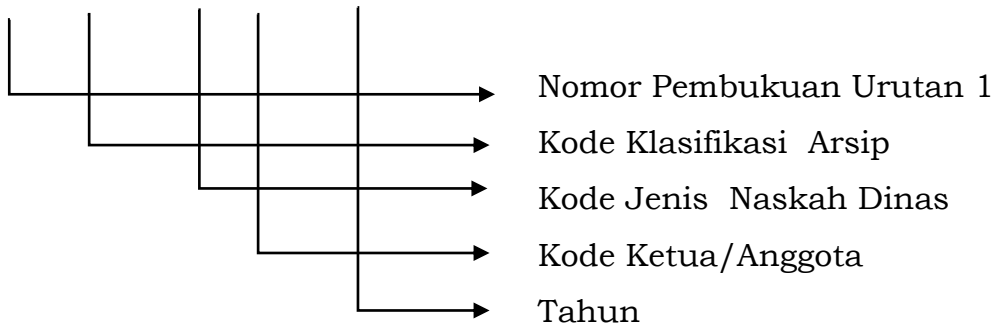 Nomor Pembukuan Urutan 1
Kode Klasifikasi Arsip
Kode Jenis Naskah Dinas
Kode Ketua/Anggota
Tahun